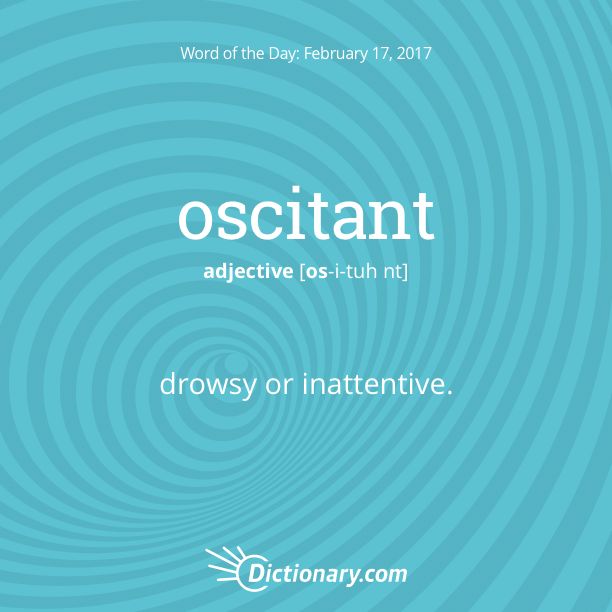 Word of the Day: February 17, 2017
oscitant
adjective [os-i-tuh nt]
drowsy or inattentive.
Dictionary.com